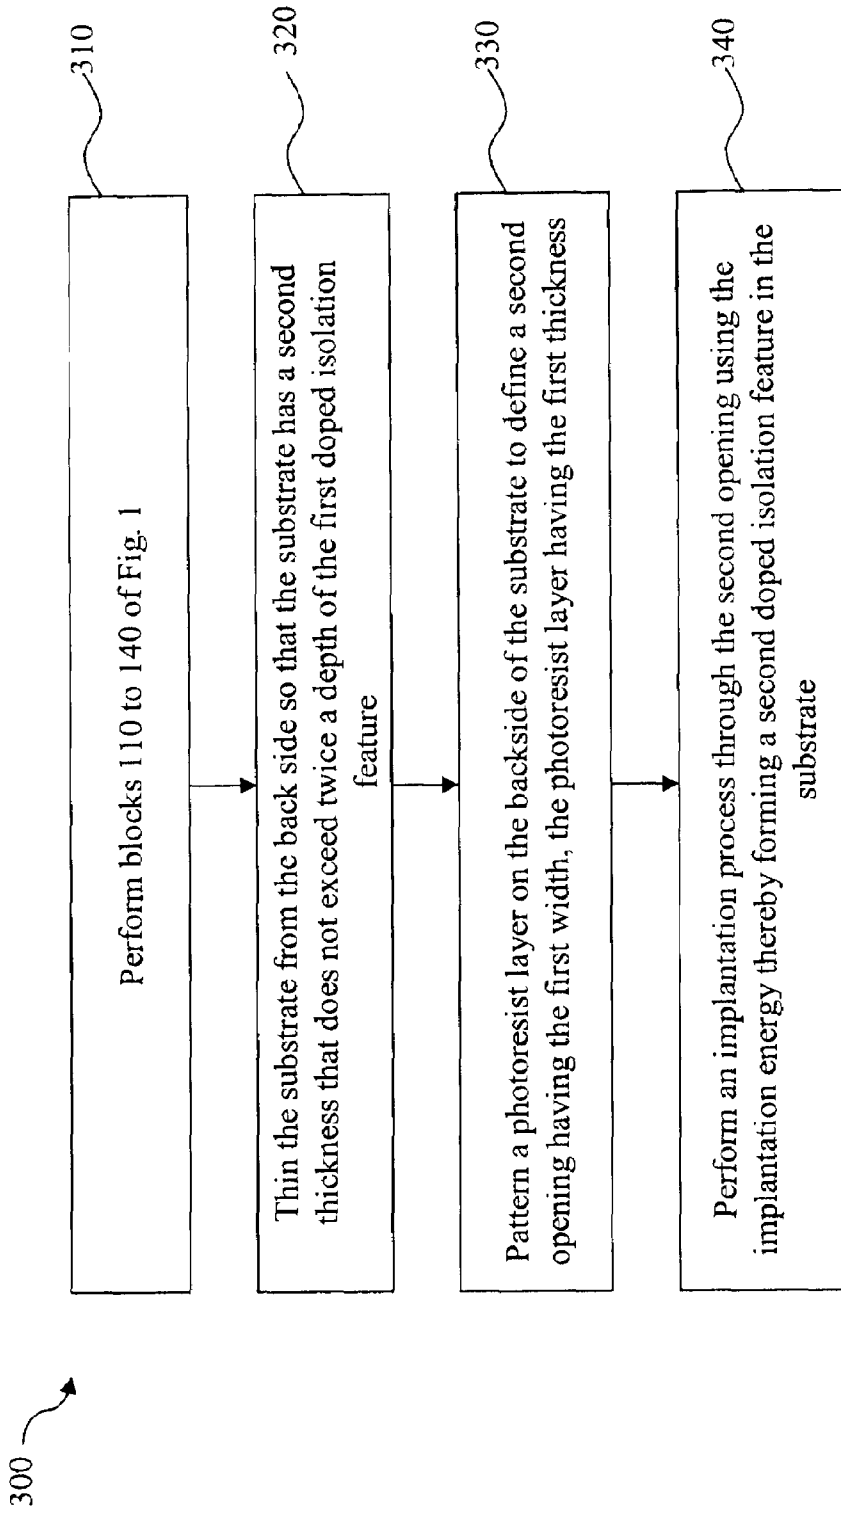 300
310
Perform blocks 110 to 140 of Fig. 1
320
Thin the substrate from the back side so that the substrate has a second
thickness that does not exceed twice a depth of the first doped isolation
feature
330
Pattern a photoresist layer on the backside of the substrate to define a second
opening having the first width, the photoresist layer having the first thickness
340
Perform an implantation process through the second opening using the
implantation energy thereby forming a second doped isolation feature in the
substrate